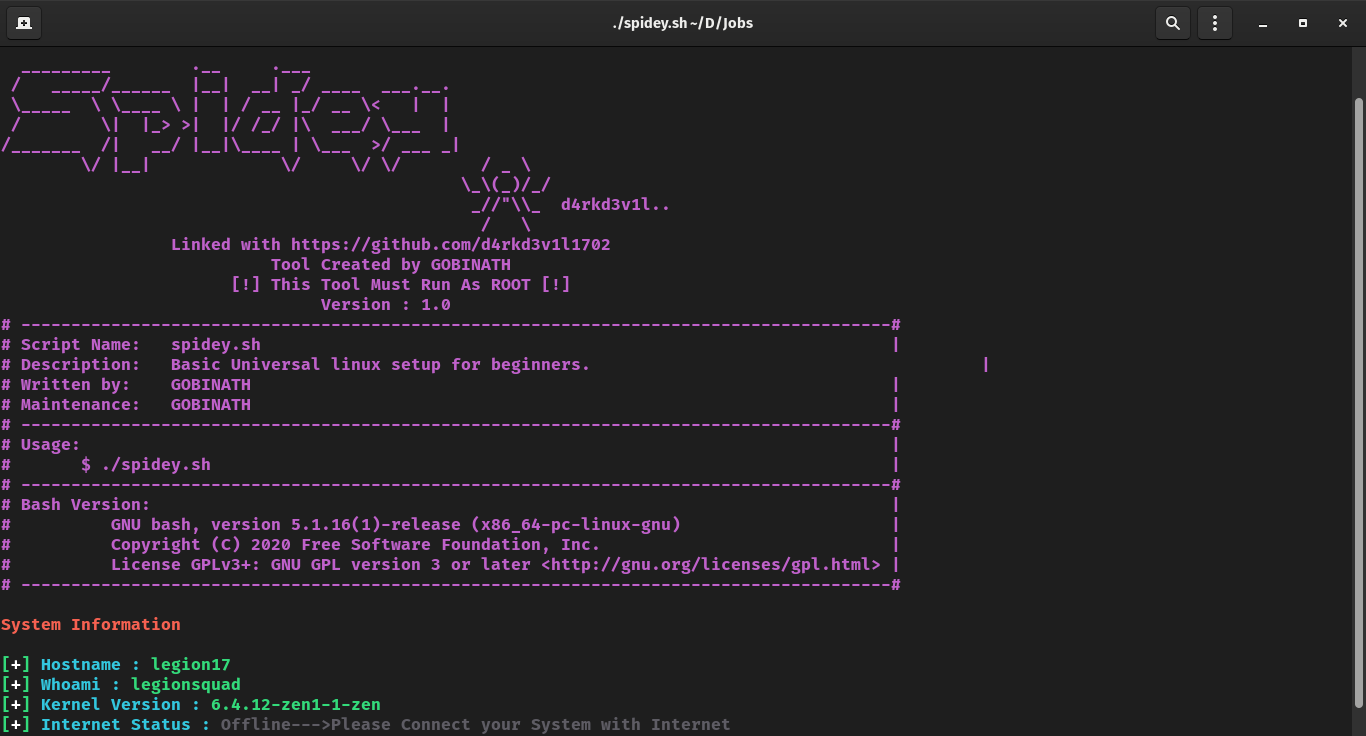 ./spidey.sh ~/D/Jobs
Spidey
d4rkd3v1l..
Linked with https://github.com/d4rkd3v1l1702
Tool Created by GOBINATH
[!] This Tool Must Run As ROOT [!]
Version : 1.0
# ---------------------------------------------------------------------------------------#
# Script Name:   spidey.sh                                                               |
# Description:   Basic Universal linux setup for beginners.                                       |
# Written by:    GOBINATH                                                                |
# Maintenance:   GOBINATH                                                                |
# ---------------------------------------------------------------------------------------#
# Usage:                                                                                 |
#       $ ./spidey.sh                                                                    |
# ---------------------------------------------------------------------------------------#
# Bash Version:                                                                          |
#          GNU bash, version 5.1.16(1)-release (x86_64-pc-linux-gnu)                     |
#          Copyright (C) 2020 Free Software Foundation, Inc.                             |
#          License GPLv3+: GNU GPL version 3 or later <http://gnu.org/licenses/gpl.html> |
# ---------------------------------------------------------------------------------------#
System Information
[+] Hostname : legion17
[+] Whoami : legionsquad
[+] Kernel Version : 6.4.12-zen1-1-zen
[+] Internet Status : Offline--->Please Connect your System with Internet